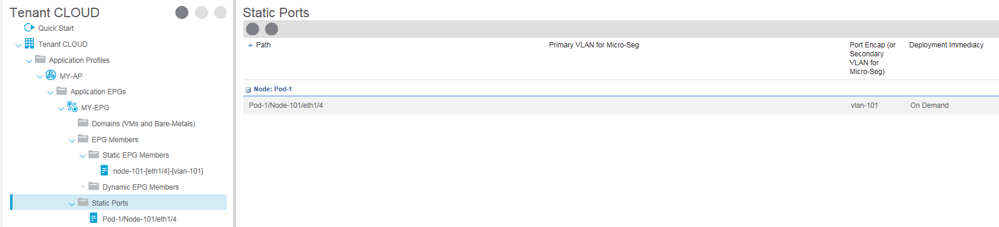 Tenant CLOUD
Quick Start
Tenant CLOUD
Application Profiles
MY-AP
Application EPGs
MY-EPG
Domains (VMs and Bare-Metals)
EPG Members
Static EPG Members
node-101-[eth1/4]-[vlan-101]
Dynamic EPG Members
Static Ports
Pod-1/Node-101/eth1/4
Static Ports
Path
Primary VLAN for Micro-Seg
Port Encap (or
Secondary
VLAN for
Micro-Seg)
Deployment Immediacy
Node: Pod-1
Pod-1/Node-101/eth1/4
vlan-101
On Demand